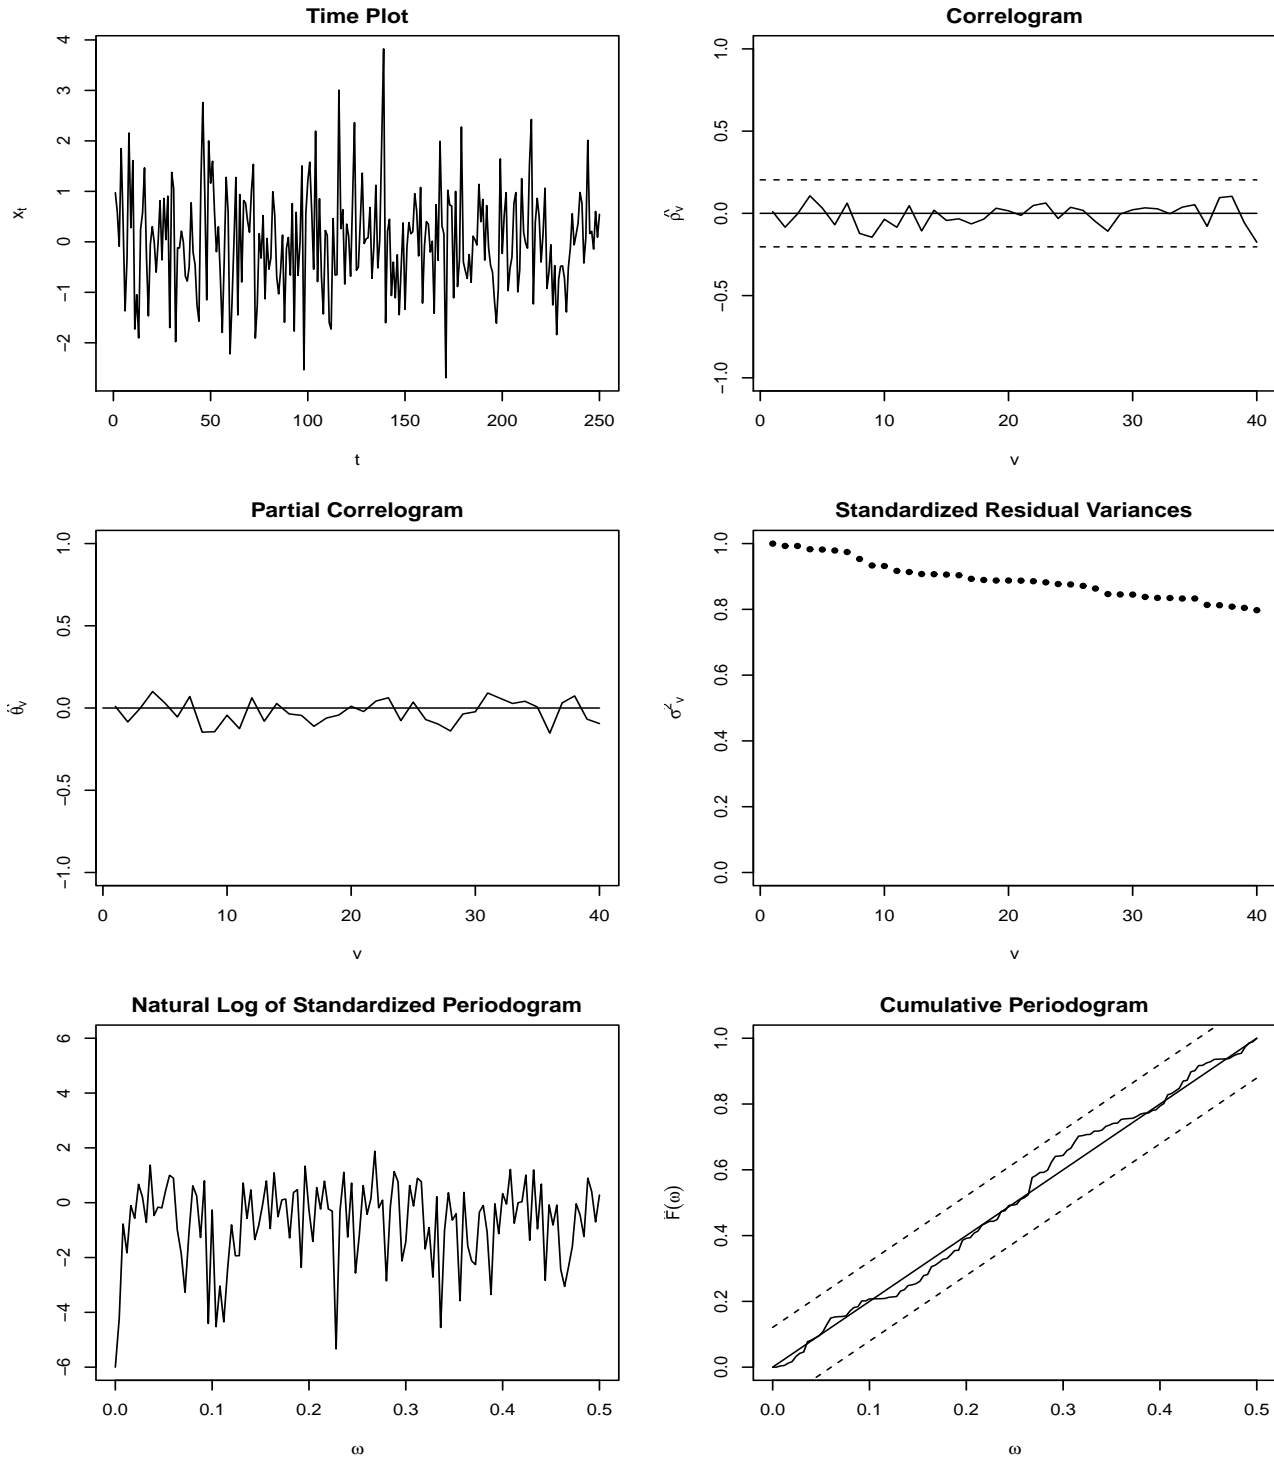 Time Plot
4
3
2
1
0
−1
−2
x_t
0 50 100 150 200 250
t
Correlogram
1.0
0.5
0.0
−0.5
−1.0
ρ̂_v
0 10 20 30 40
v
Partial Correlogram
1.0
0.5
0.0
−0.5
−1.0
θ̂_v
0 10 20 30 40
v
Standardized Residual Variances
1.0
0.8
0.6
0.4
0.2
0.0
σ̂²_v
0 10 20 30 40
v
Natural Log of Standardized Periodogram
6
4
2
0
−2
−4
−6
0.0 0.1 0.2 0.3 0.4 0.5
ω
Cumulative Periodogram
1.0
0.8
0.6
0.4
0.2
0.0
F̂(ω)
0.0 0.1 0.2 0.3 0.4 0.5
ω